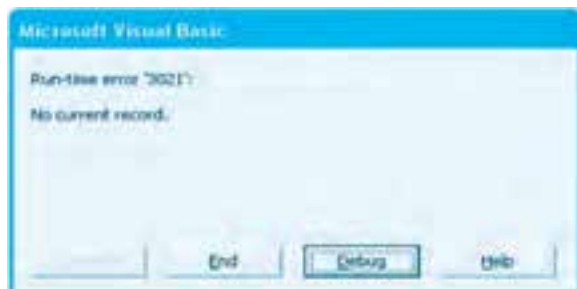 Microsoft Visual Basic
Run-time error '3021':
No current record.
End Debug Help